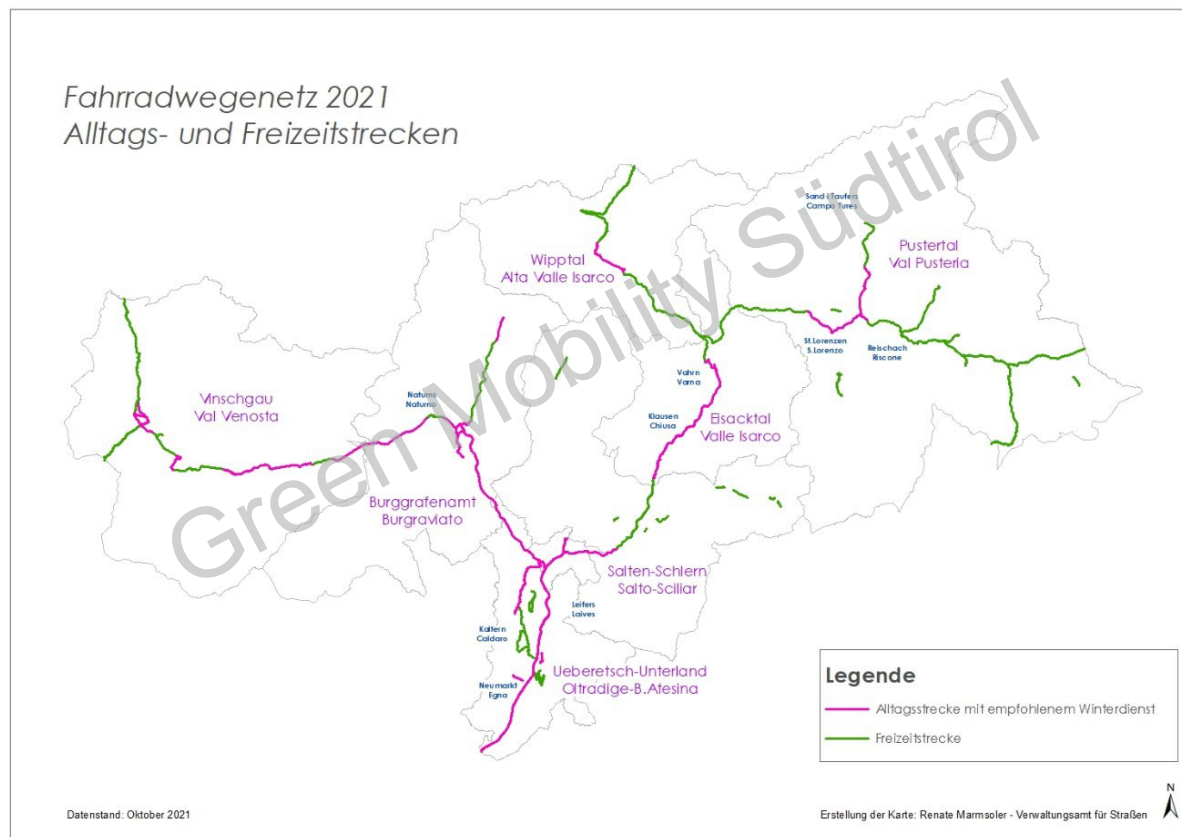 Fahrradwegenetz 2021
Alltags- und Freizeitstrecken
Green Mobility Südtirol
Sand i.Taufers
Campo Tures
Pustertal
Val Pusteria
Wipptal
Alta Valle Isarco
St.Lorenzen
S.Lorenzo
Reischach
Riscone
Vahrn
Varna
Naturns
Naturno
Vinschgau
Val Venosta
Klausen
Chiusa
Eisacktal
Valle Isarco
Burggrafenamt
Burgraviato
Salten-Schlern
Salto-Sciliar
Leifers
Laives
Kaltern
Caldaro
Ueberetsch-Unterland
Oltradige-B.Atesina
Neumarkt
Egna
Legende
Alltagsstrecke mit empfohlenem Winterdienst
Freizeitstrecke
N
Datenstand: Oktober 2021
Erstellung der Karte: Renate Marmsoler - Verwaltungsamt für Straßen